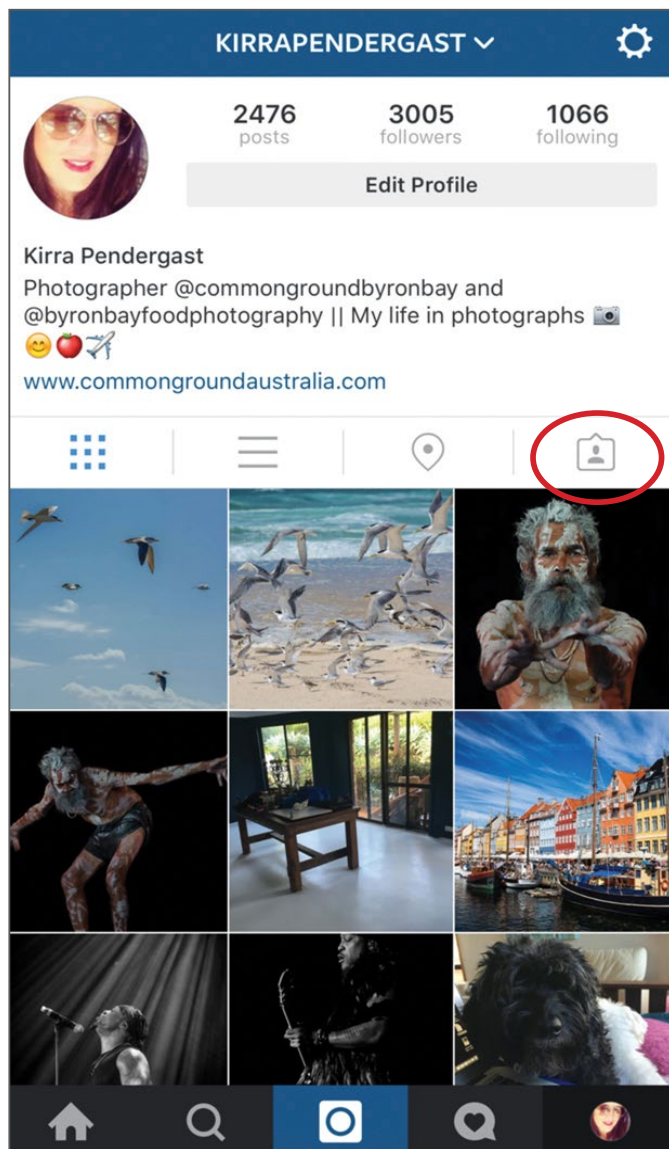 KIRRAPENDERGAST
2476 3005 1066
posts followers following
Edit Profile
Kirra Pendergast
Photographer @commongroundbyronbay and
@byronbayfoodphotography || My life in photographs 📷
😊🍎✈️
www.commongroundaustralia.com